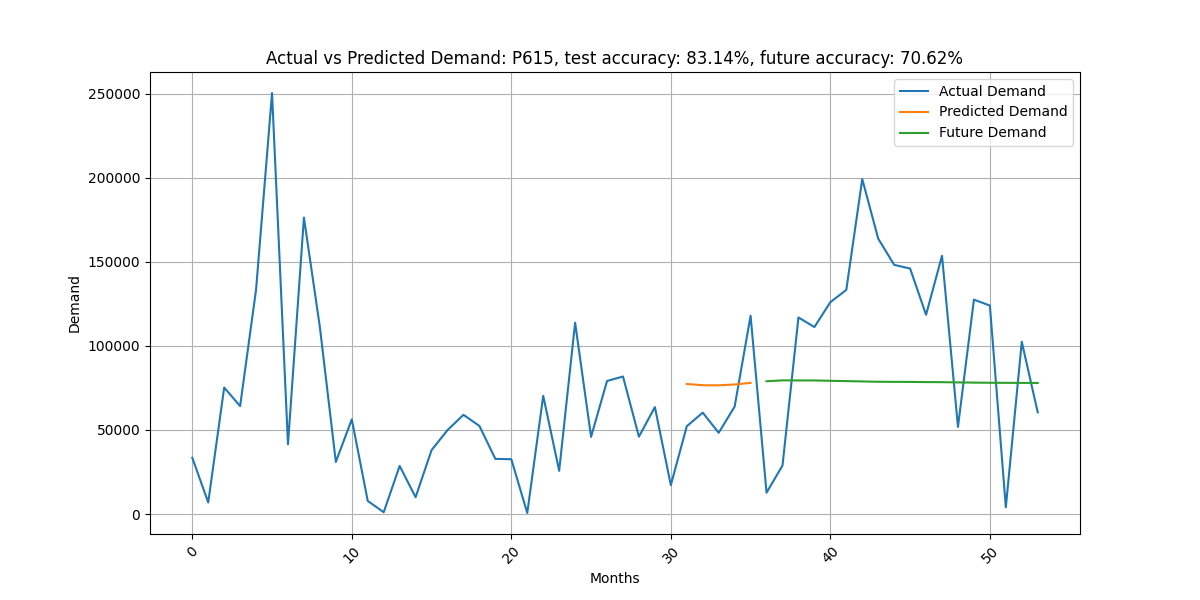 Actual vs Predicted Demand: P615, test accuracy: 83.14%, future accuracy: 70.62%
Actual Demand
Predicted Demand
Future Demand
250000
200000
150000
100000
50000
0
Demand
0
10
20
30
40
50
Months